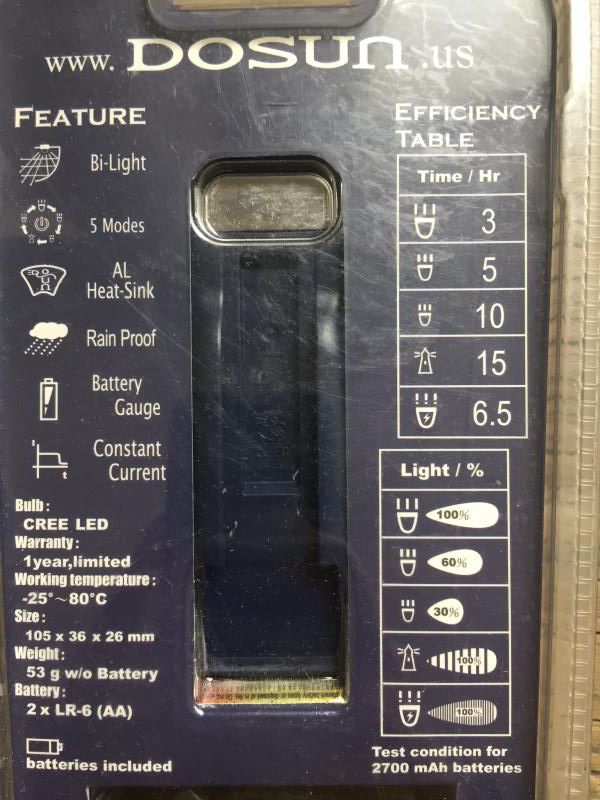 www. DOSUN .us
FEATURE
Bi-Light
5 Modes
AL
Heat-Sink
Rain Proof
Battery
Gauge
Constant
Current
t
Bulb :
CREE LED
Warranty :
1year,limited
Working temperature :
-25°~80°C
Size :
105 x 36 x 26 mm
Weight :
53 g w/o Battery
Battery :
2 x LR-6 (AA)
batteries included
EFFICIENCY
TABLE
Time / Hr
3
5
10
15
6.5
Light / %
100%
60%
30%
100%
100%
Test condition for
2700 mAh batteries